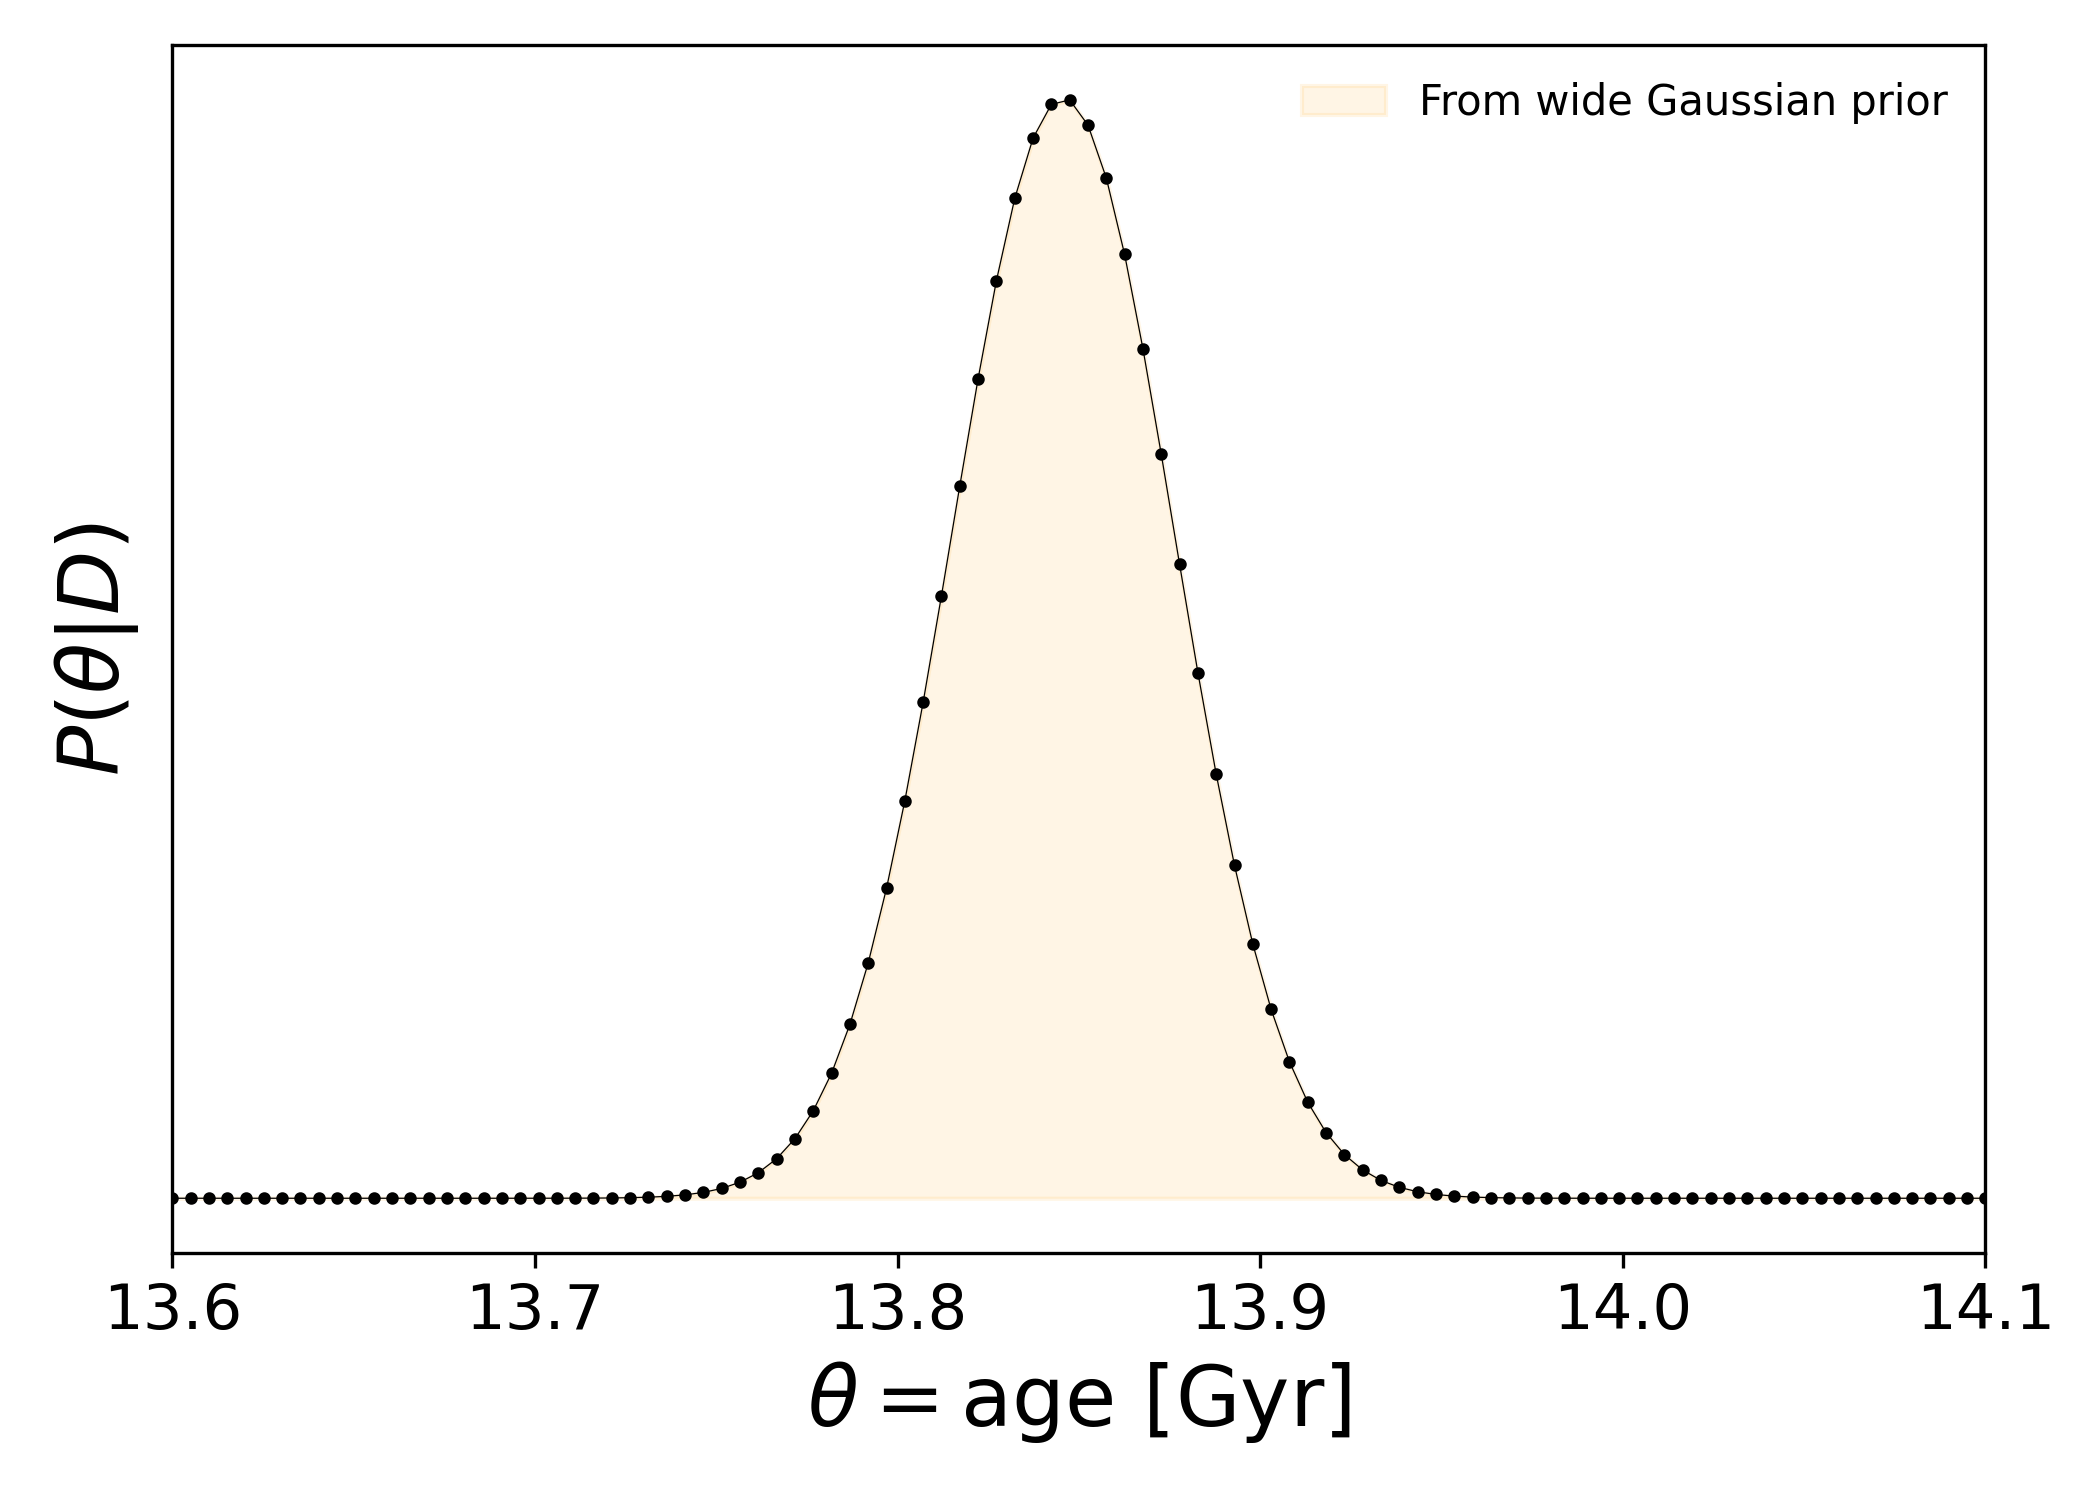 From wide Gaussian prior
P(θ|D)
13.6 13.7 13.8 13.9 14.0 14.1
θ = age [Gyr]